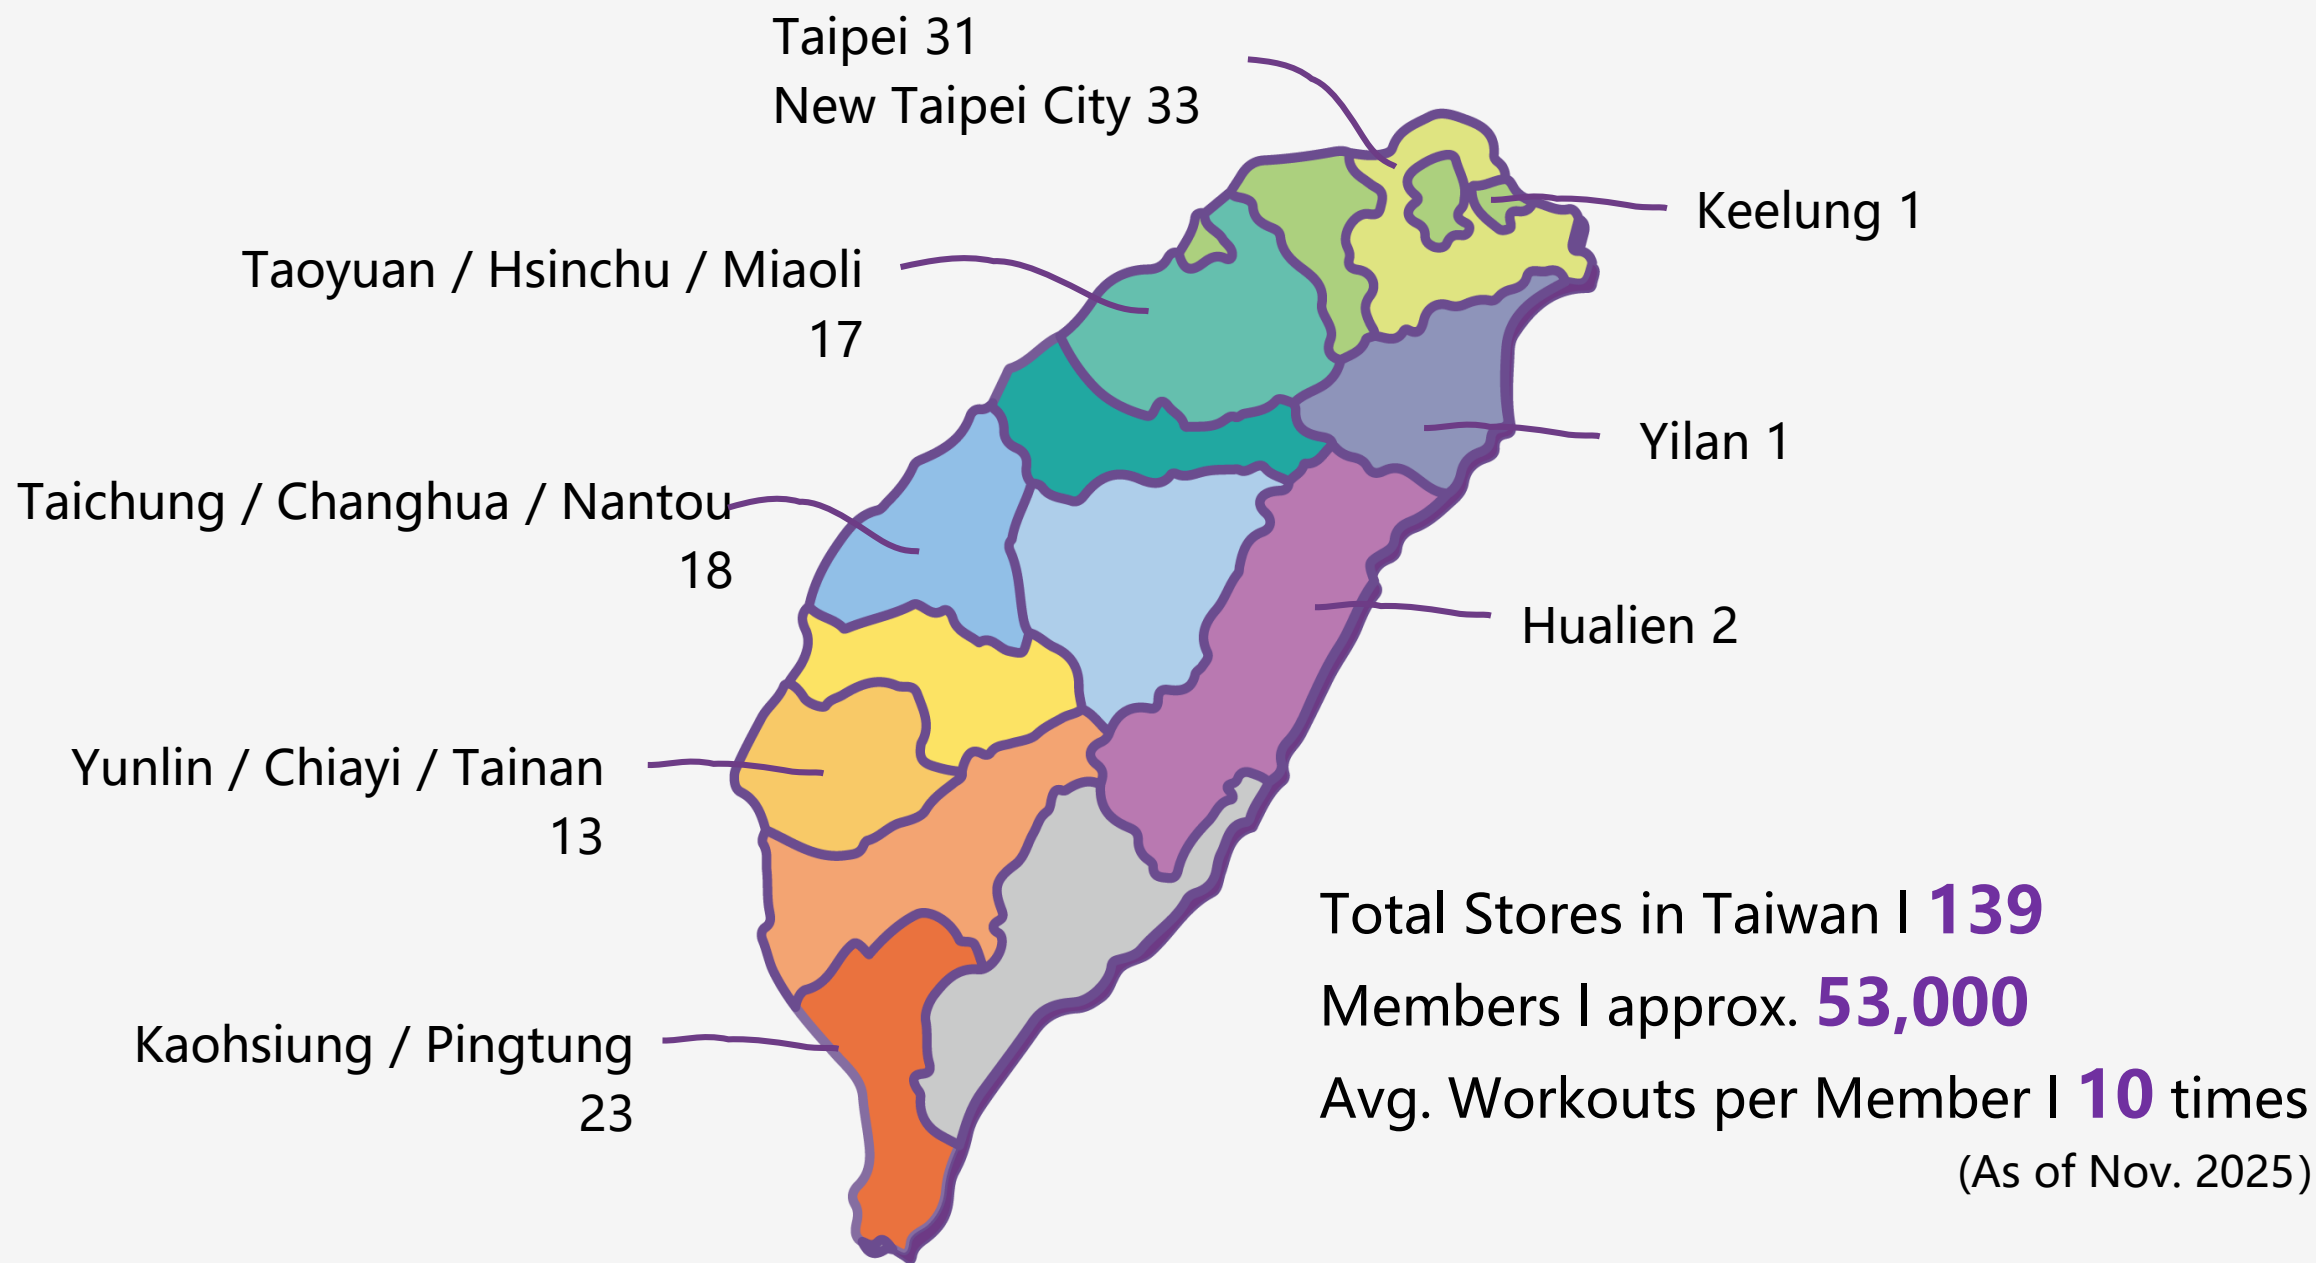 Taipei 31
New Taipei City 33
Keelung 1
Taoyuan / Hsinchu / Miaoli
17
Yilan 1
Taichung / Changhua / Nantou
18
Hualien 2
Yunlin / Chiayi / Tainan
13
Kaohsiung / Pingtung
23
Total Stores in Taiwan l 139
Members l approx. 53,000
Avg. Workouts per Member l 10 times
(As of Nov. 2025)